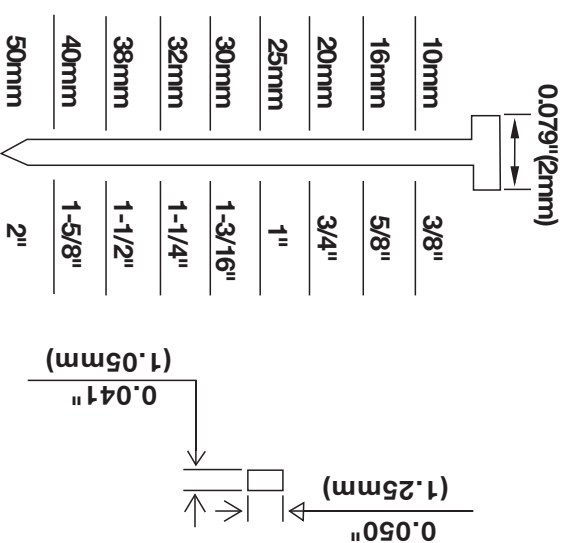 0.079"(2mm)
10mm 3/8"
16mm 5/8"
20mm 3/4"
25mm 1"
30mm 1-3/16"
32mm 1-1/4"
38mm 1-1/2"
40mm 1-5/8"
50mm 2"
0.041"
(1.05mm)
0.050"
(1.25mm)